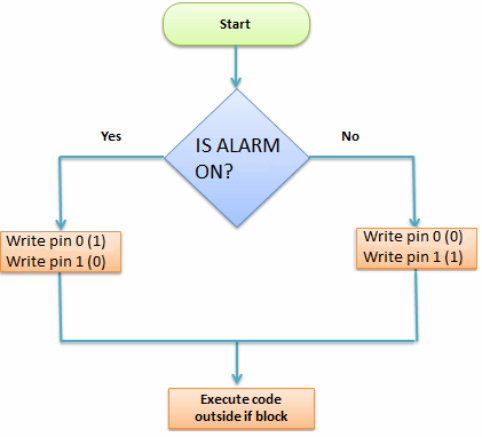 Start
Yes
No
IS ALARM
ON?
Write pin 0 (1)
Write pin 1 (0)
Write pin 0 (0)
Write pin 1 (1)
Execute code
outside if block